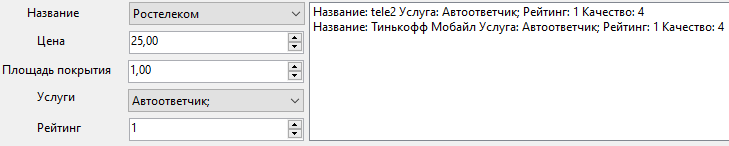 Название Ростелеком
Цена 25,00
Площадь покрытия 1,00
Услуги Автоответчик;
Рейтинг 1
Название: tele2 Услуга: Автоответчик; Рейтинг: 1 Качество: 4
Название: Тинькофф Мобайл Услуга: Автоответчик; Рейтинг: 1 Качество: 4